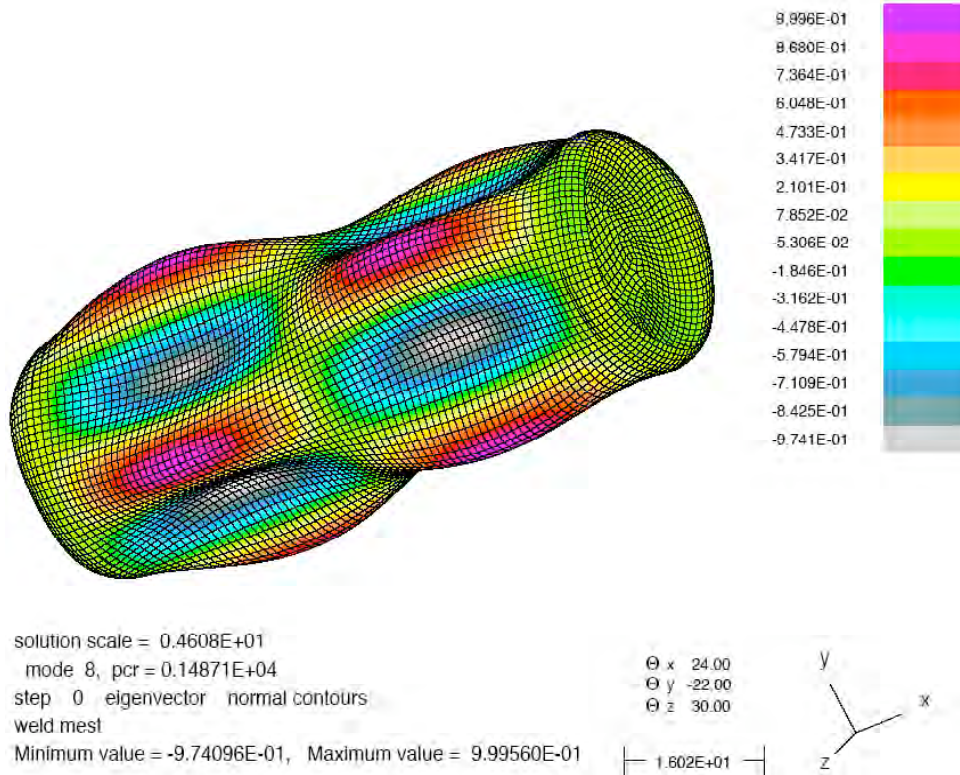 9.996E-01
8.680E-01
7.364E-01
6.048E-01
4.733E-01
3.417E-01
2.101E-01
7.852E-02
-5.306E-02
-1.846E-01
-3.162E-01
-4.478E-01
-5.794E-01
-7.109E-01
-8.425E-01
-9.741E-01
solution scale = 0.4608E+01
mode 8, pcr = 0.14871E+04
step 0 eigenvector normal contours
weld mest
Minimum value = -9.74096E-01, Maximum value = 9.99560E-01
Θ x 24.00
Θ y -22.00
Θ z 30.00
1.602E+01
y
x
z